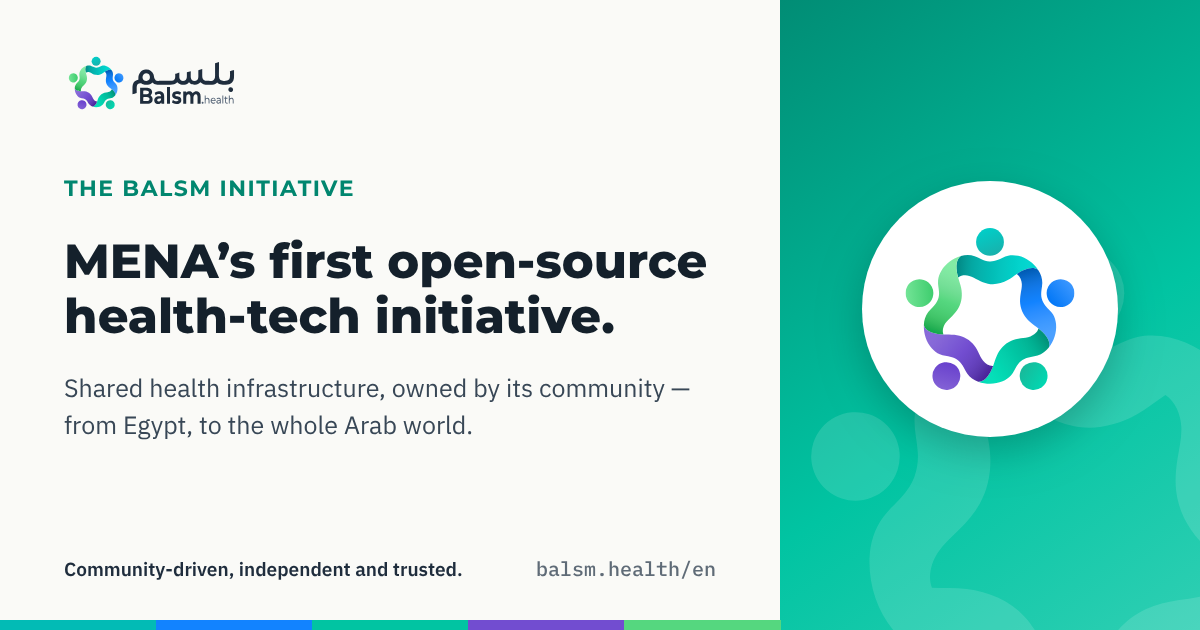 بلسم
Balsm.health
THE BALSM INITIATIVE
MENA’s first open-source
health-tech initiative.
Shared health infrastructure, owned by its community —
from Egypt, to the whole Arab world.
Community-driven, independent and trusted.
balsm.health/en